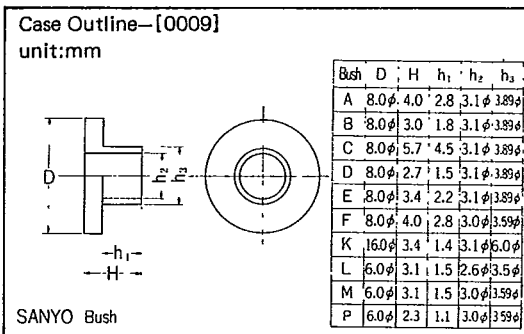 Case Outline–[0009]
unit:mm
Bush D H h₁ h₂ h₃
A 8.0φ 4.0 2.8 3.1φ 3.89φ
B 8.0φ 3.0 1.8 3.1φ 3.89φ
C 8.0φ 5.7 4.5 3.1φ 3.89φ
D 8.0φ 2.7 1.5 3.1φ 3.89φ
E 8.0φ 3.4 2.2 3.1φ 3.89φ
F 8.0φ 4.0 2.8 3.0φ 3.59φ
K 16.0φ 3.4 1.4 3.1φ 6.0φ
L 6.0φ 3.1 1.5 2.6φ 3.5φ
M 6.0φ 3.1 1.5 3.0φ 3.59φ
P 6.0φ 2.3 1.1 3.0φ 3.59φ
D
h₂
h₃
h₁
H
SANYO Bush